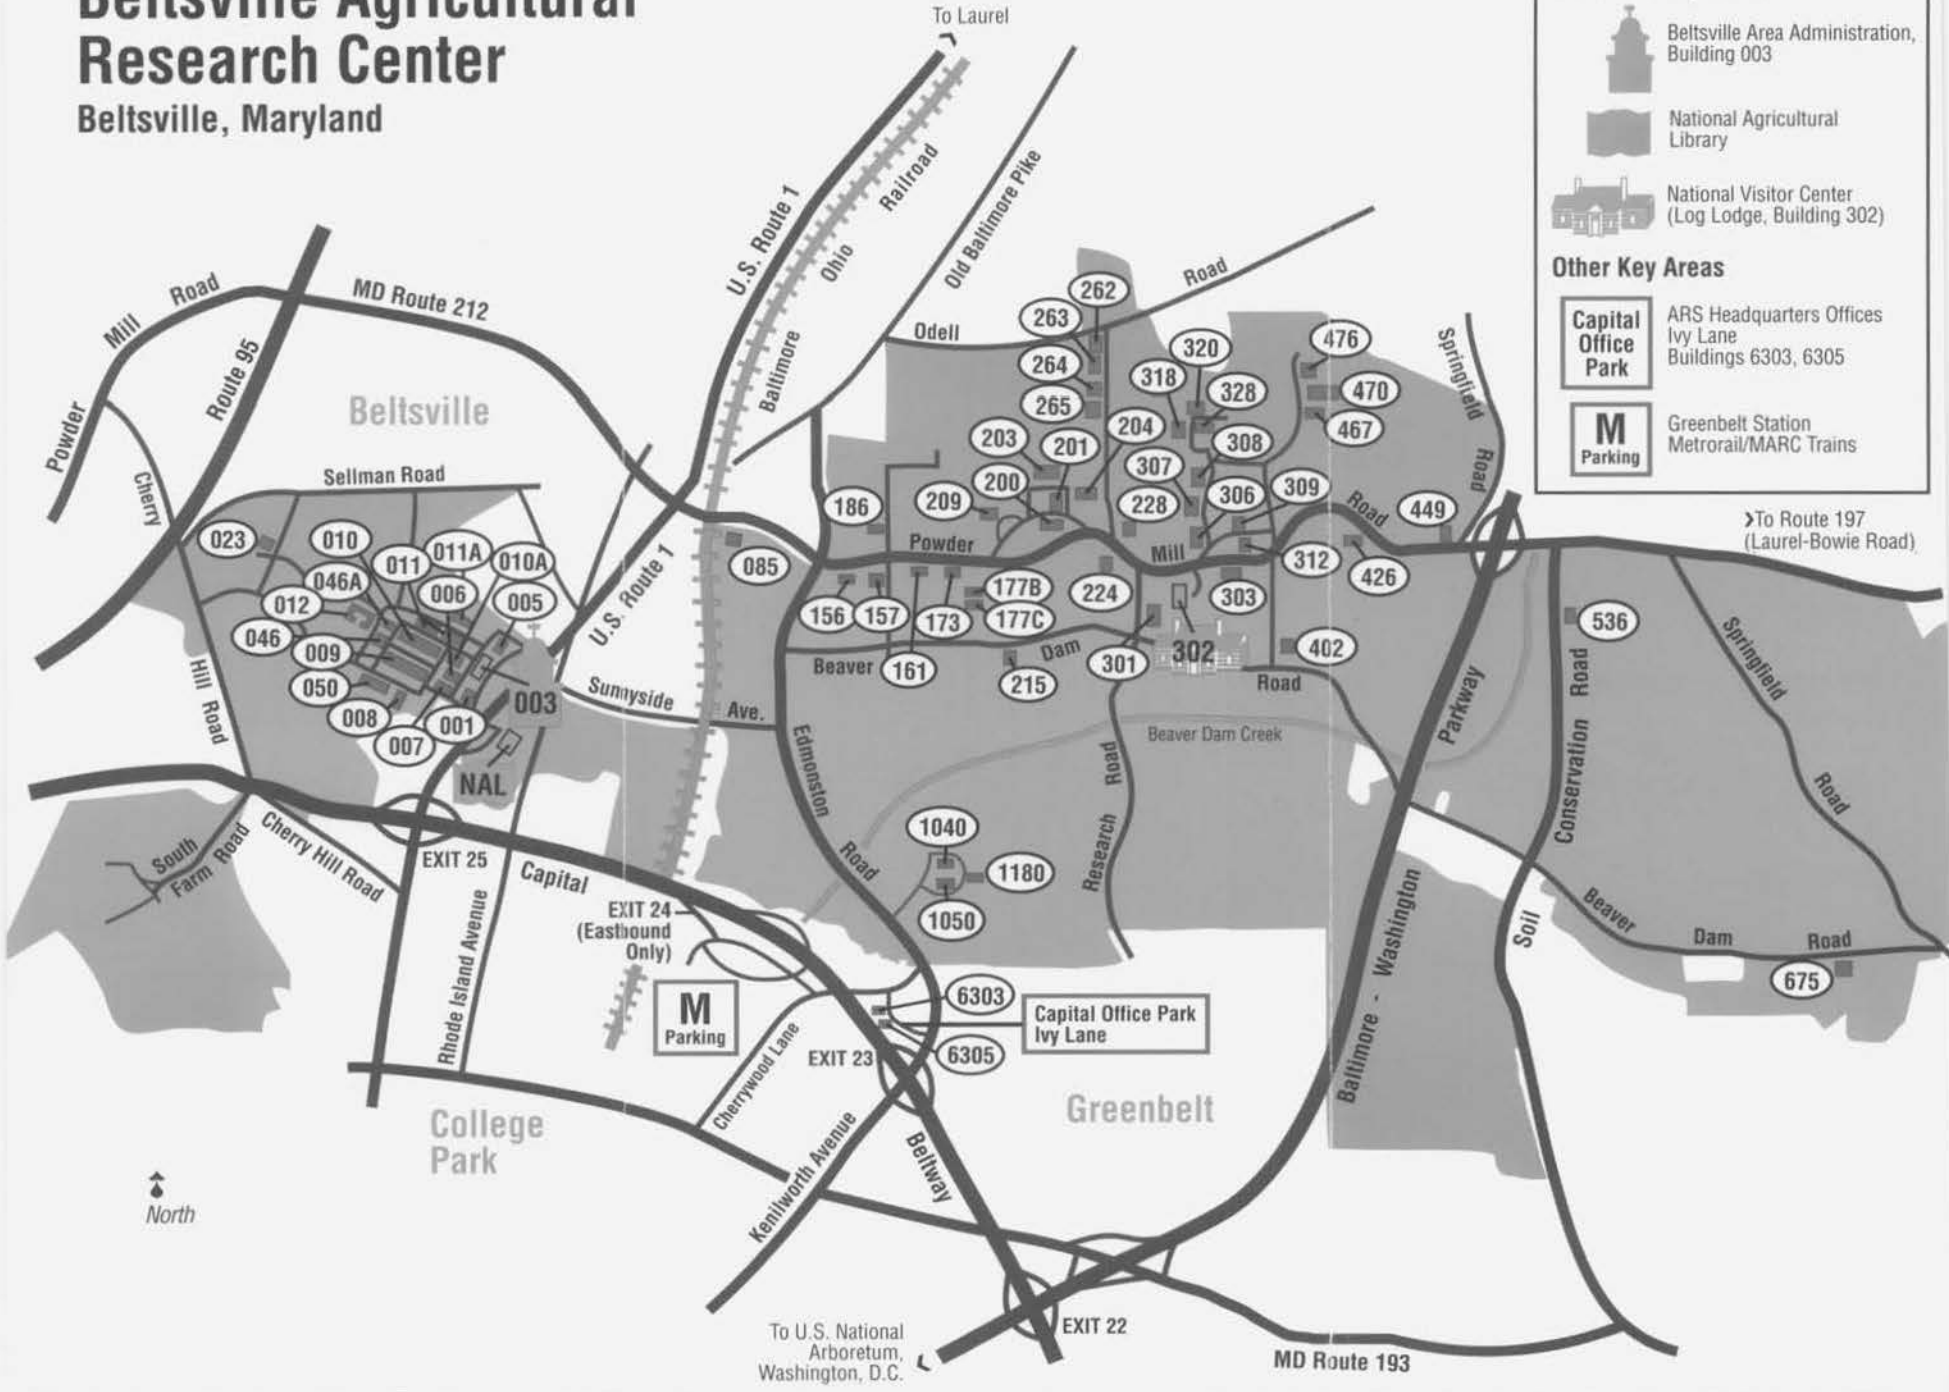 Beltsville Agricultural
Research Center
Beltsville, Maryland
To Laurel
Beltsville Area Administration,
Building 003
National Agricultural
Library
National Visitor Center
(Log Lodge, Building 302)
Other Key Areas
Capital
Office
Park
ARS Headquarters Offices
Ivy Lane
Buildings 6303, 6305
M
Parking
Greenbelt Station
Metrorail/MARC Trains
›To Route 197
(Laurel-Bowie Road)
U.S. Route 1
Baltimore Ohio Railroad
Old Baltimore Pike
Powder Mill Road
MD Route 212
Route 95
Beltsville
Cherry Hill Road
Sellman Road
Odell Road
Springfield Road
262
263
264
265
320
318
328
308
476
470
467
203
201
204
200
209
307
228
306
309
186
449
023
010
011
011A
010A
046A
006
005
012
046
009
050
008
007
001
003
NAL
U.S. Route 1
085
Powder Mill Road
156
157
161
173
177B
177C
224
303
312
426
536
301
302
402
215
Beaver Dam Road
Sunnyside Ave.
Beaver Dam Creek
Edmonston Road
Research Road
Parkway
Baltimore - Washington
Soil Conservation Road
Springfield Road
South Farm Road
Cherry Hill Road
EXIT 25
Capital Beltway
1040
1180
1050
EXIT 24
(Eastbound
Only)
Rhode Island Avenue
M
Parking
Cherrywood Lane
6303
6305
Capital Office Park
Ivy Lane
EXIT 23
Beaver Dam Road
675
College
Park
Greenbelt
Kenilworth Avenue
North
To U.S. National
Arboretum,
Washington, D.C.
EXIT 22
MD Route 193